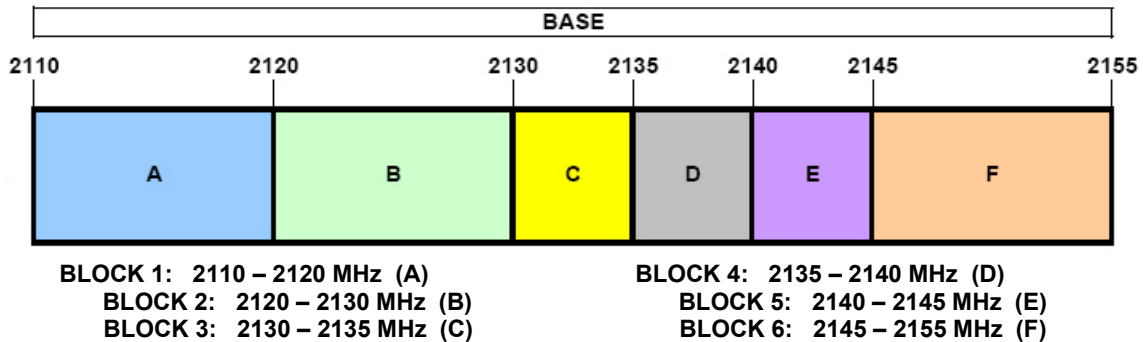 BASE
2110 2120 2130 2135 2140 2145 2155
A B C D E F
BLOCK 1: 2110 – 2120 MHz (A)
BLOCK 2: 2120 – 2130 MHz (B)
BLOCK 3: 2130 – 2135 MHz (C)
BLOCK 4: 2135 – 2140 MHz (D)
BLOCK 5: 2140 – 2145 MHz (E)
BLOCK 6: 2145 – 2155 MHz (F)